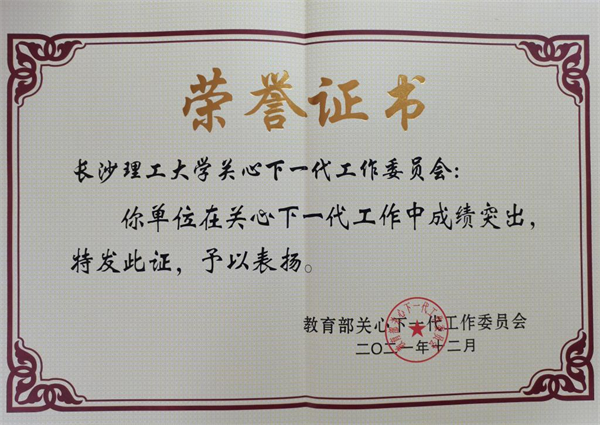 荣誉证书
长沙理工大学关心下一代工作委员会：
你单位在关心下一代工作中成绩突出，
特发此证，予以表扬。
教育部关心下一代工作委员会
二〇二一年十二月